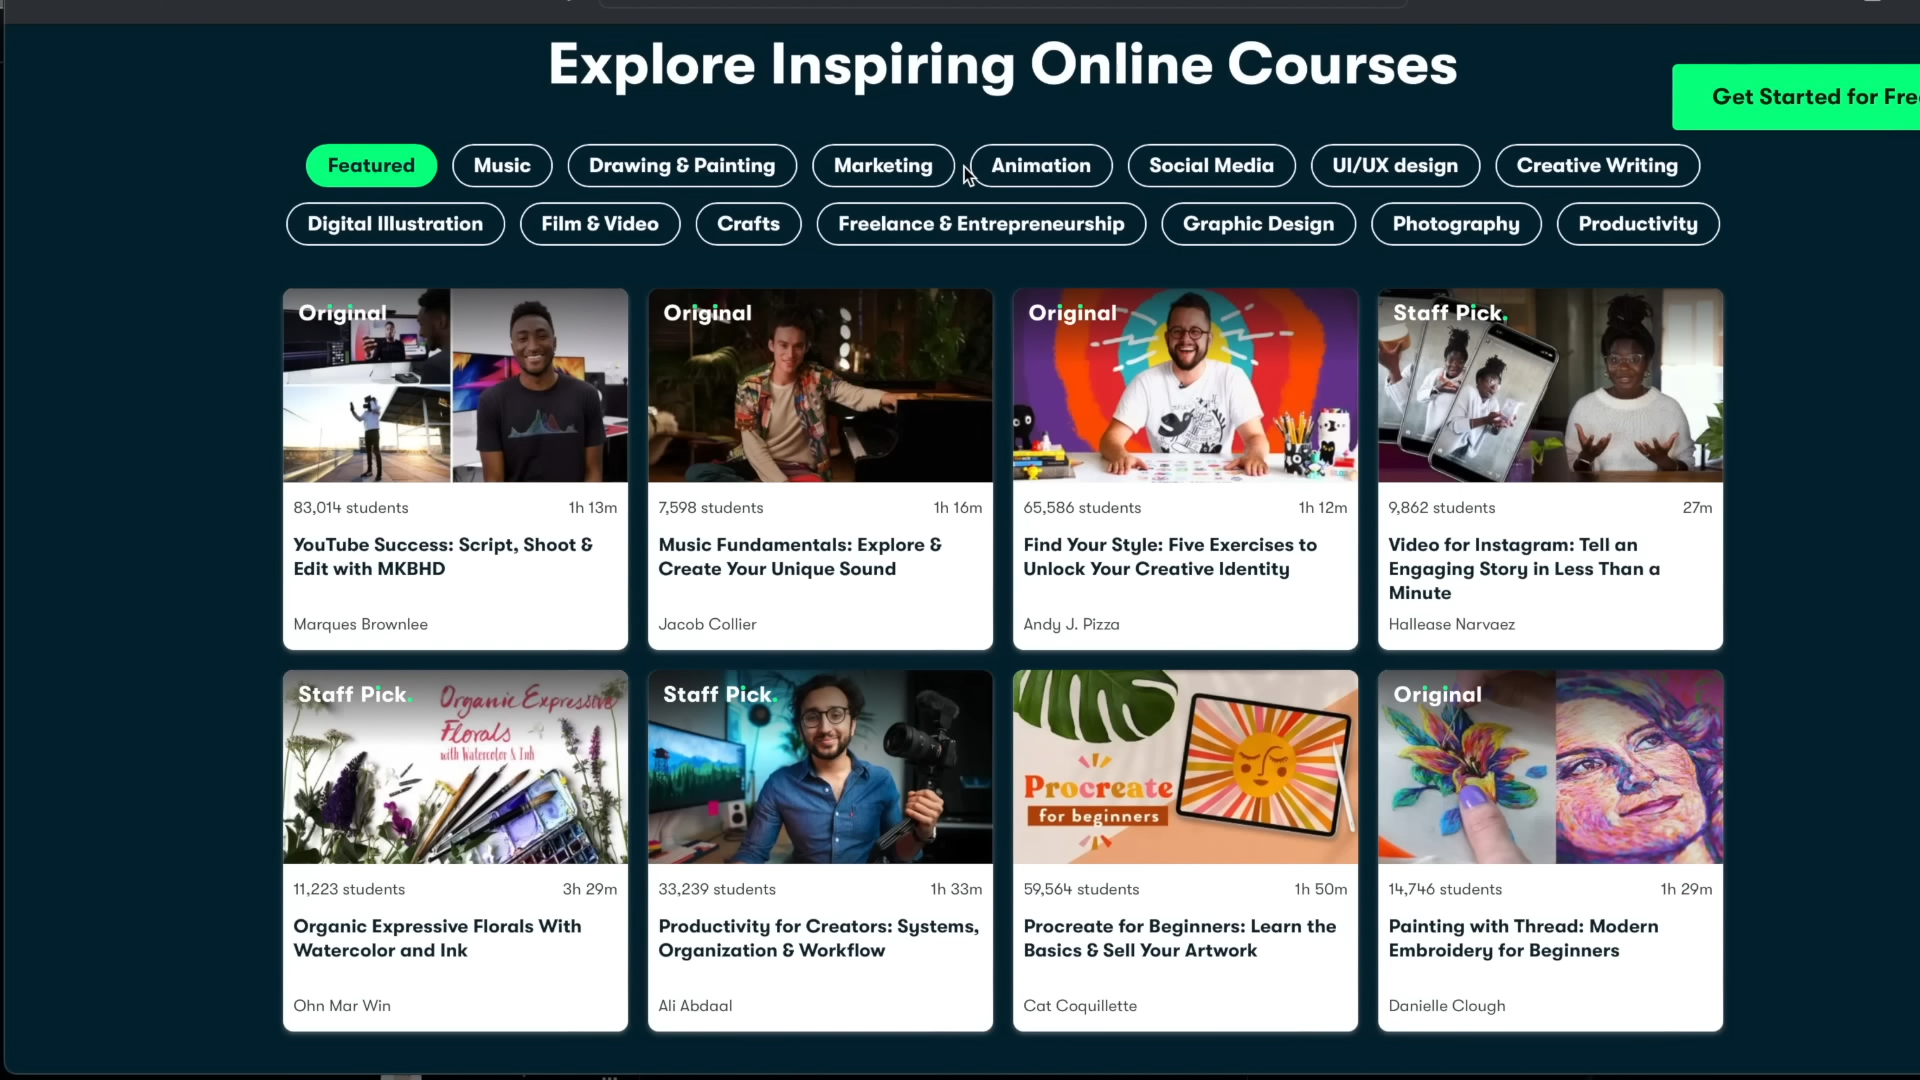 Explore Inspiring Online Courses
Get Started for Fre
Featured
Music
Drawing & Painting
Marketing
Animation
Social Media
UI/UX design
Creative Writing
Digital Illustration
Film & Video
Crafts
Freelance & Entrepreneurship
Graphic Design
Photography
Productivity
Original
83,014 students
1h 13m
YouTube Success: Script, Shoot &
Edit with MKBHD
Marques Brownlee
Original
7,598 students
1h 16m
Music Fundamentals: Explore &
Create Your Unique Sound
Jacob Collier
Original
65,586 students
1h 12m
Find Your Style: Five Exercises to
Unlock Your Creative Identity
Andy J. Pizza
Staff Pick.
9,862 students
27m
Video for Instagram: Tell an
Engaging Story in Less Than a
Minute
Hallease Narvaez
Staff Pick.
Organic Expressive
Florals
with Watercolor & Ink
11,223 students
3h 29m
Organic Expressive Florals With
Watercolor and Ink
Ohn Mar Win
Staff Pick.
33,239 students
1h 33m
Productivity for Creators: Systems,
Organization & Workflow
Ali Abdaal
Procreate
for beginners
59,564 students
1h 50m
Procreate for Beginners: Learn the
Basics & Sell Your Artwork
Cat Coquillette
Original
14,746 students
1h 29m
Painting with Thread: Modern
Embroidery for Beginners
Danielle Clough